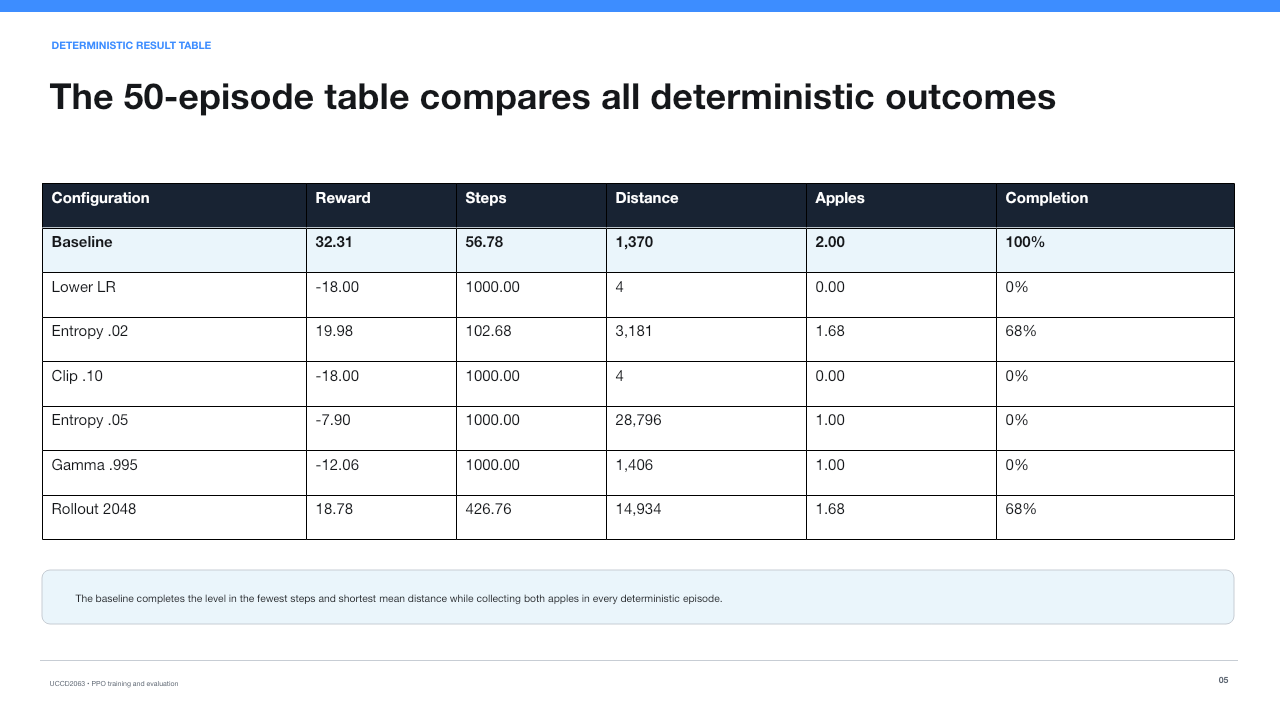 DETERMINISTIC RESULT TABLE
The 50-episode table compares all deterministic outcomes
Configuration Reward Steps Distance Apples Completion
Baseline 32.31 56.78 1,370 2.00 100%
Lower LR -18.00 1000.00 4 0.00 0%
Entropy .02 19.98 102.68 3,181 1.68 68%
Clip .10 -18.00 1000.00 4 0.00 0%
Entropy .05 -7.90 1000.00 28,796 1.00 0%
Gamma .995 -12.06 1000.00 1,406 1.00 0%
Rollout 2048 18.78 426.76 14,934 1.68 68%
The baseline completes the level in the fewest steps and shortest mean distance while collecting both apples in every deterministic episode.
UCCD2063 • PPO training and evaluation
05